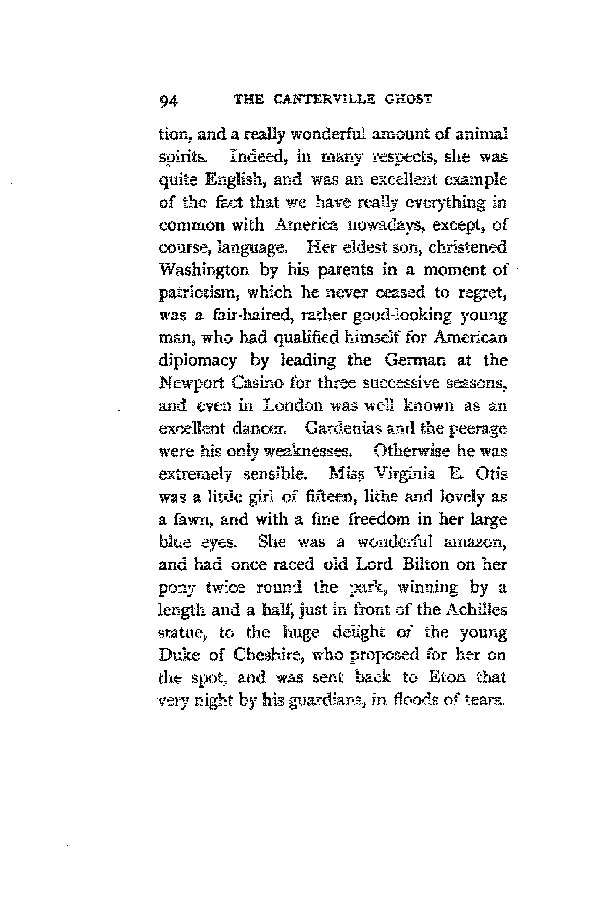 94 THE CANTERVILLE GHOST
tion, and a really wonderful amount of animal
spirits. Indeed, in many respects, she was
quite English, and was an excellent example
of the fact that we have really everything in
common with America nowadays, except, of
course, language. Her eldest son, christened
Washington by his parents in a moment of
patriotism, which he never ceased to regret,
was a fair-haired, rather good-looking young
man, who had qualified himself for American
diplomacy by leading the German at the
Newport Casino for three successive seasons,
and even in London was well known as an
excellent dancer. Gardenias and the peerage
were his only weaknesses. Otherwise he was
extremely sensible. Miss Virginia E. Otis
was a little girl of fifteen, lithe and lovely as
a fawn, and with a fine freedom in her large
blue eyes. She was a wonderful amazon,
and had once raced old Lord Bilton on her
pony twice round the park, winning by a
length and a half, just in front of the Achilles
statue, to the huge delight of the young
Duke of Cheshire, who proposed for her on
the spot, and was sent back to Eton that
very night by his guardians, in floods of tears.